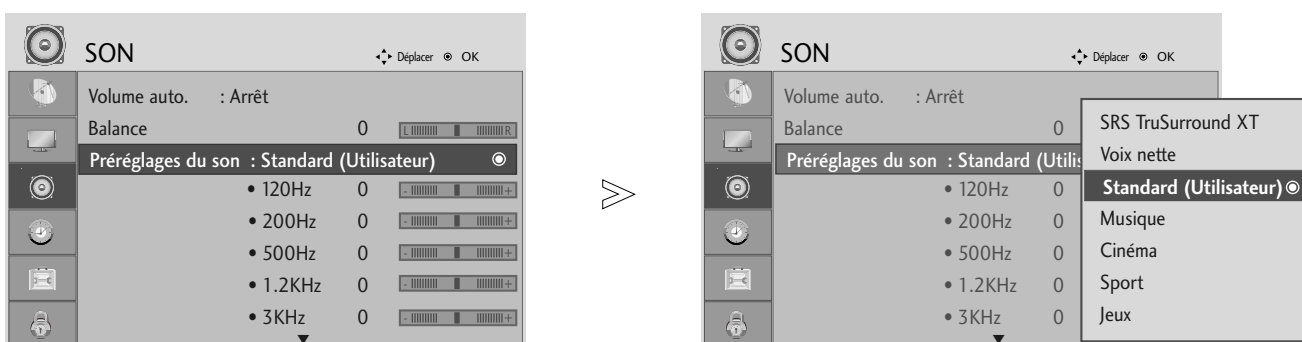 SON
Déplacer OK
Volume auto. : Arrêt
Balance 0 L R
Préréglages du son : Standard (Utilisateur)
• 120Hz 0 - +
• 200Hz 0 - +
• 500Hz 0 - +
• 1.2KHz 0 - +
• 3KHz 0 - +
SON
Déplacer OK
Volume auto. : Arrêt
Balance 0
Préréglages du son : Standard (Utilis
• 120Hz 0
• 200Hz 0
• 500Hz 0
• 1.2KHz 0
• 3KHz 0
SRS TruSurround XT
Voix nette
Standard (Utilisateur)
Musique
Cinéma
Sport
Jeux